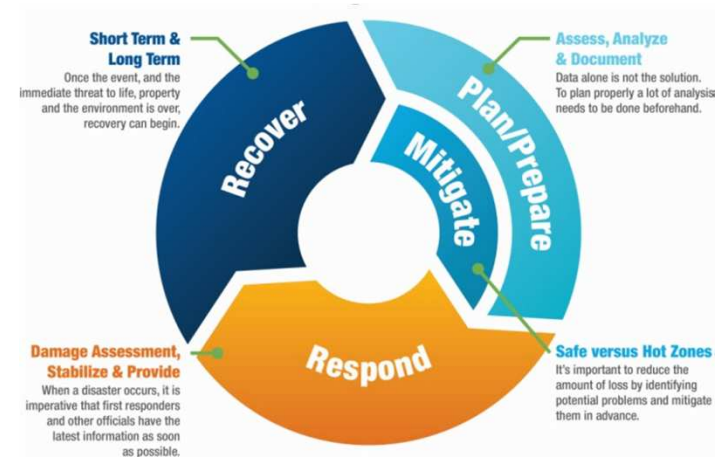 Short Term &
Long Term
Once the event, and the
immediate threat to life, property
and the environment is over,
recovery can begin.
Assess, Analyze
& Document
Data alone is not the solution.
To plan properly a lot of analysis
needs to be done beforehand.
Recover
Plan/Prepare
Mitigate
Respond
Damage Assessment,
Stabilize & Provide
When a disaster occurs, it is
imperative that first responders
and other officials have the
latest information as soon
as possible.
Safe versus Hot Zones
It's important to reduce the
amount of loss by identifying
potential problems and mitigate
them in advance.